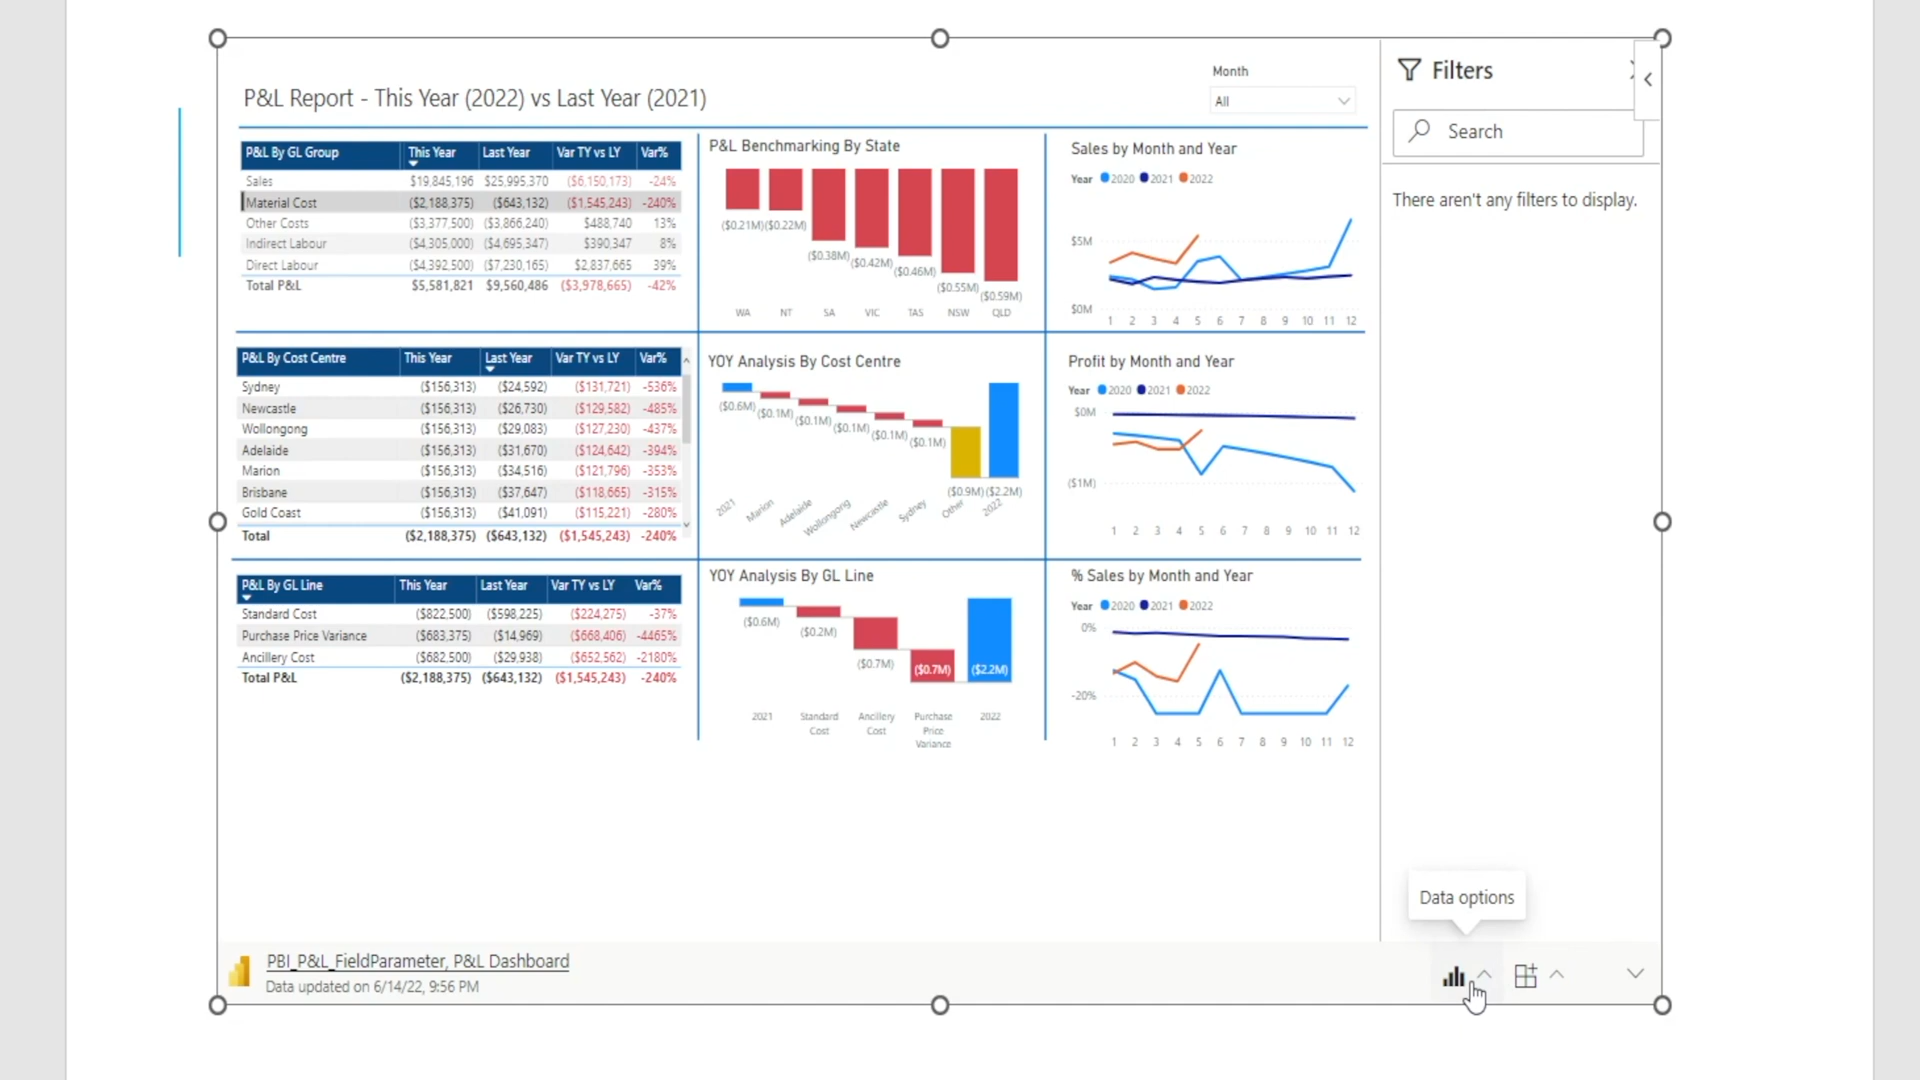 P&L Report - This Year (2022) vs Last Year (2021)
Month
All
P&L By GL Group This Year Last Year Var TY vs LY Var%
Sales $19,845,196 $25,995,370 ($6,150,173) -24%
Material Cost ($2,188,375) ($643,132) ($1,545,243) -240%
Other Costs ($3,377,500) ($3,866,240) $488,740 13%
Indirect Labour ($4,305,000) ($4,695,347) $390,347 8%
Direct Labour ($4,392,500) ($7,230,165) $2,837,665 39%
Total P&L $5,581,821 $9,560,486 ($3,978,665) -42%
P&L Benchmarking By State
($0.21M) ($0.22M)
($0.38M) ($0.42M)
($0.46M)
($0.55M)
($0.59M)
WA NT SA VIC TAS NSW QLD
Sales by Month and Year
Year 2020 2021 2022
$5M
$0M
1 2 3 4 5 6 7 8 9 10 11 12
P&L By Cost Centre This Year Last Year Var TY vs LY Var%
Sydney ($156,313) ($24,592) ($131,721) -536%
Newcastle ($156,313) ($26,730) ($129,582) -485%
Wollongong ($156,313) ($29,083) ($127,230) -437%
Adelaide ($156,313) ($31,670) ($124,642) -394%
Marion ($156,313) ($34,516) ($121,796) -353%
Brisbane ($156,313) ($37,647) ($118,665) -315%
Gold Coast ($156,313) ($41,091) ($115,221) -280%
Total ($2,188,375) ($643,132) ($1,545,243) -240%
YOY Analysis By Cost Centre
($0.6M) ($0.1M) ($0.1M) ($0.1M) ($0.1M) ($0.1M)
($0.9M) ($2.2M)
2021 Marion Adelaide Wollongong Newcastle Sydney Other 2022
Profit by Month and Year
Year 2020 2021 2022
$0M
($1M)
1 2 3 4 5 6 7 8 9 10 11 12
P&L By GL Line This Year Last Year Var TY vs LY Var%
Standard Cost ($822,500) ($598,225) ($224,275) -37%
Purchase Price Variance ($683,375) ($14,969) ($668,406) -4465%
Ancillery Cost ($682,500) ($29,938) ($652,562) -2180%
Total P&L ($2,188,375) ($643,132) ($1,545,243) -240%
YOY Analysis By GL Line
($0.6M)
($0.2M)
($0.7M)
($0.7M) ($2.2M)
2021 Standard Ancillery Purchase 2022
Cost Cost Price
Variance
% Sales by Month and Year
Year 2020 2021 2022
0%
-20%
1 2 3 4 5 6 7 8 9 10 11 12
Filters
Search
There aren't any filters to display.
Data options
PBI_P&L_FieldParameter, P&L Dashboard
Data updated on 6/14/22, 9:56 PM